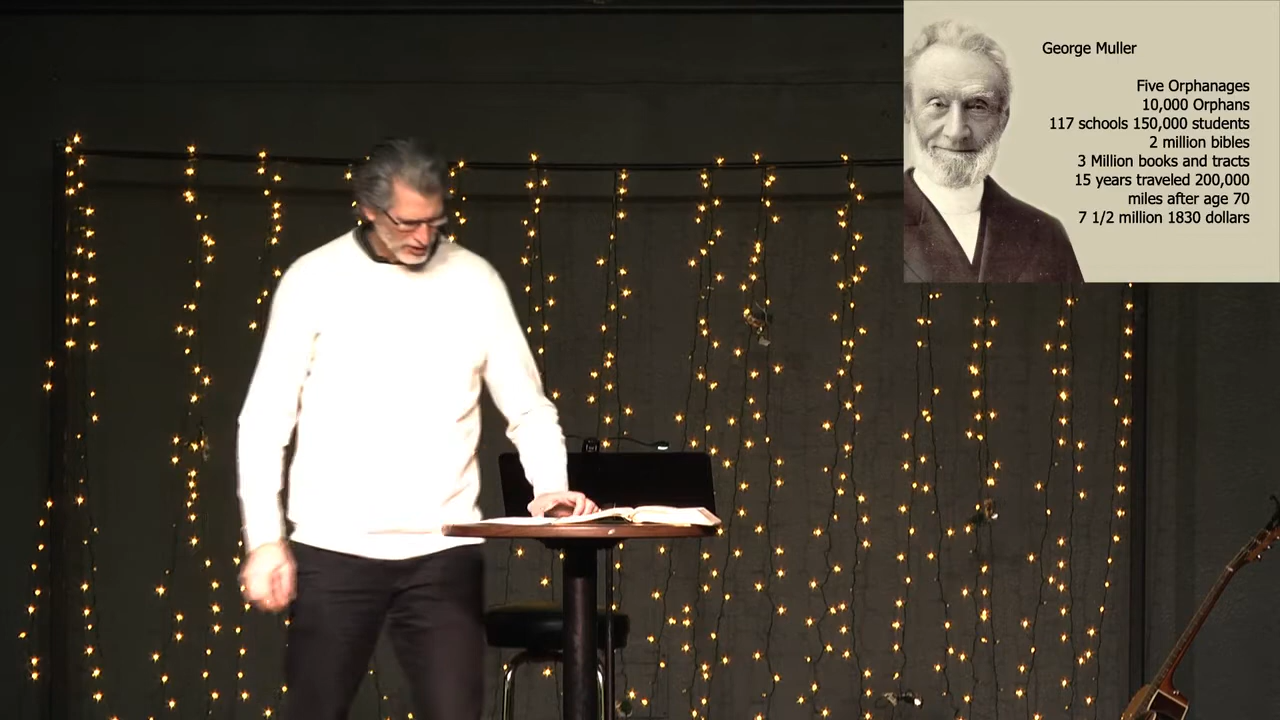 George Muller
Five Orphanages
10,000 Orphans
117 schools 150,000 students
2 million bibles
3 Million books and tracts
15 years traveled 200,000
miles after age 70
7 1/2 million 1830 dollars